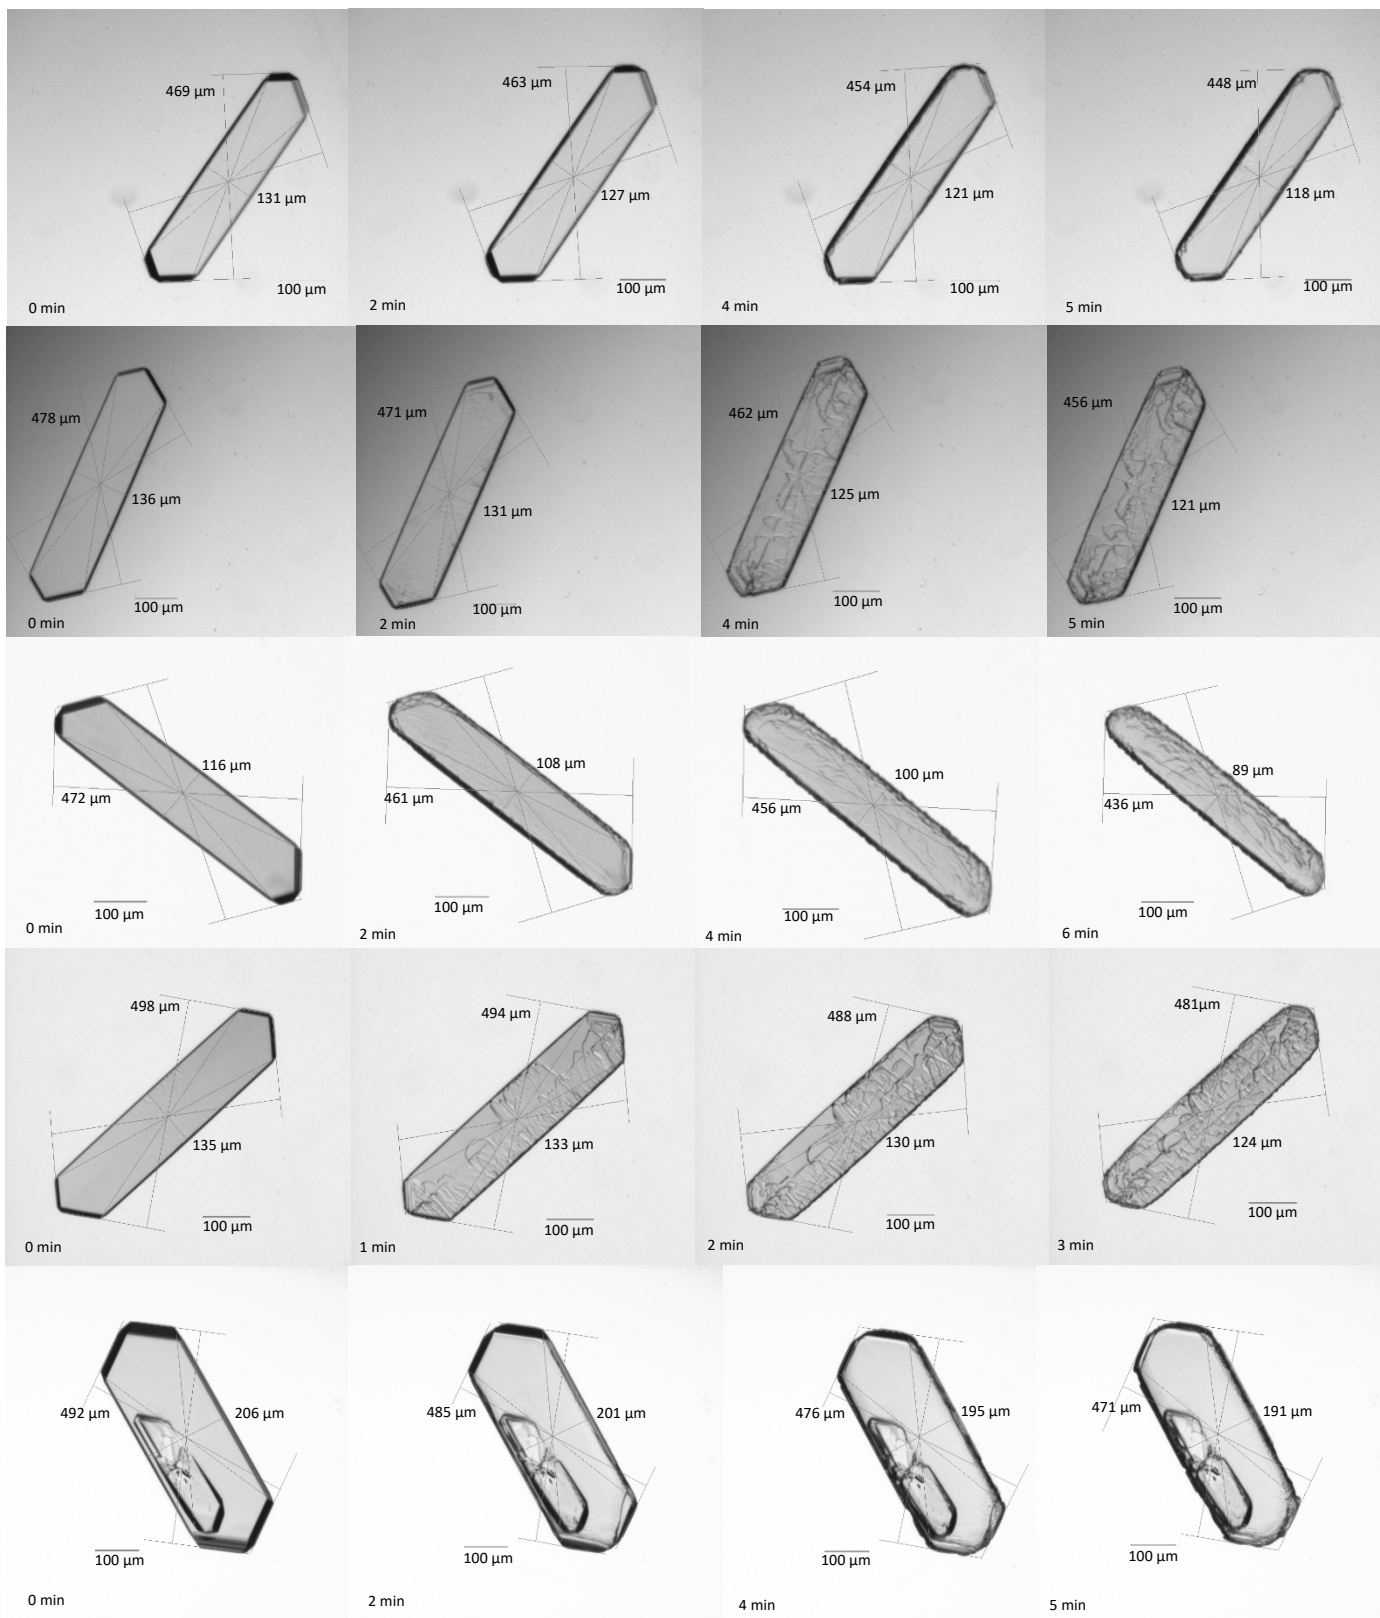 469 µm
131 µm
100 µm
0 min
463 µm
127 µm
100 µm
2 min
454 µm
121 µm
100 µm
4 min
448 µm
118 µm
100 µm
5 min
478 µm
136 µm
100 µm
0 min
471 µm
131 µm
100 µm
2 min
462 µm
125 µm
100 µm
4 min
456 µm
121 µm
100 µm
5 min
116 µm
472 µm
100 µm
0 min
108 µm
461 µm
100 µm
2 min
100 µm
456 µm
100 µm
4 min
89 µm
436 µm
100 µm
6 min
498 µm
135 µm
100 µm
0 min
494 µm
133 µm
100 µm
1 min
488 µm
130 µm
100 µm
2 min
481µm
124 µm
100 µm
3 min
492 µm
206 µm
100 µm
0 min
485 µm
201 µm
100 µm
2 min
476 µm
195 µm
100 µm
4 min
471 µm
191 µm
100 µm
5 min